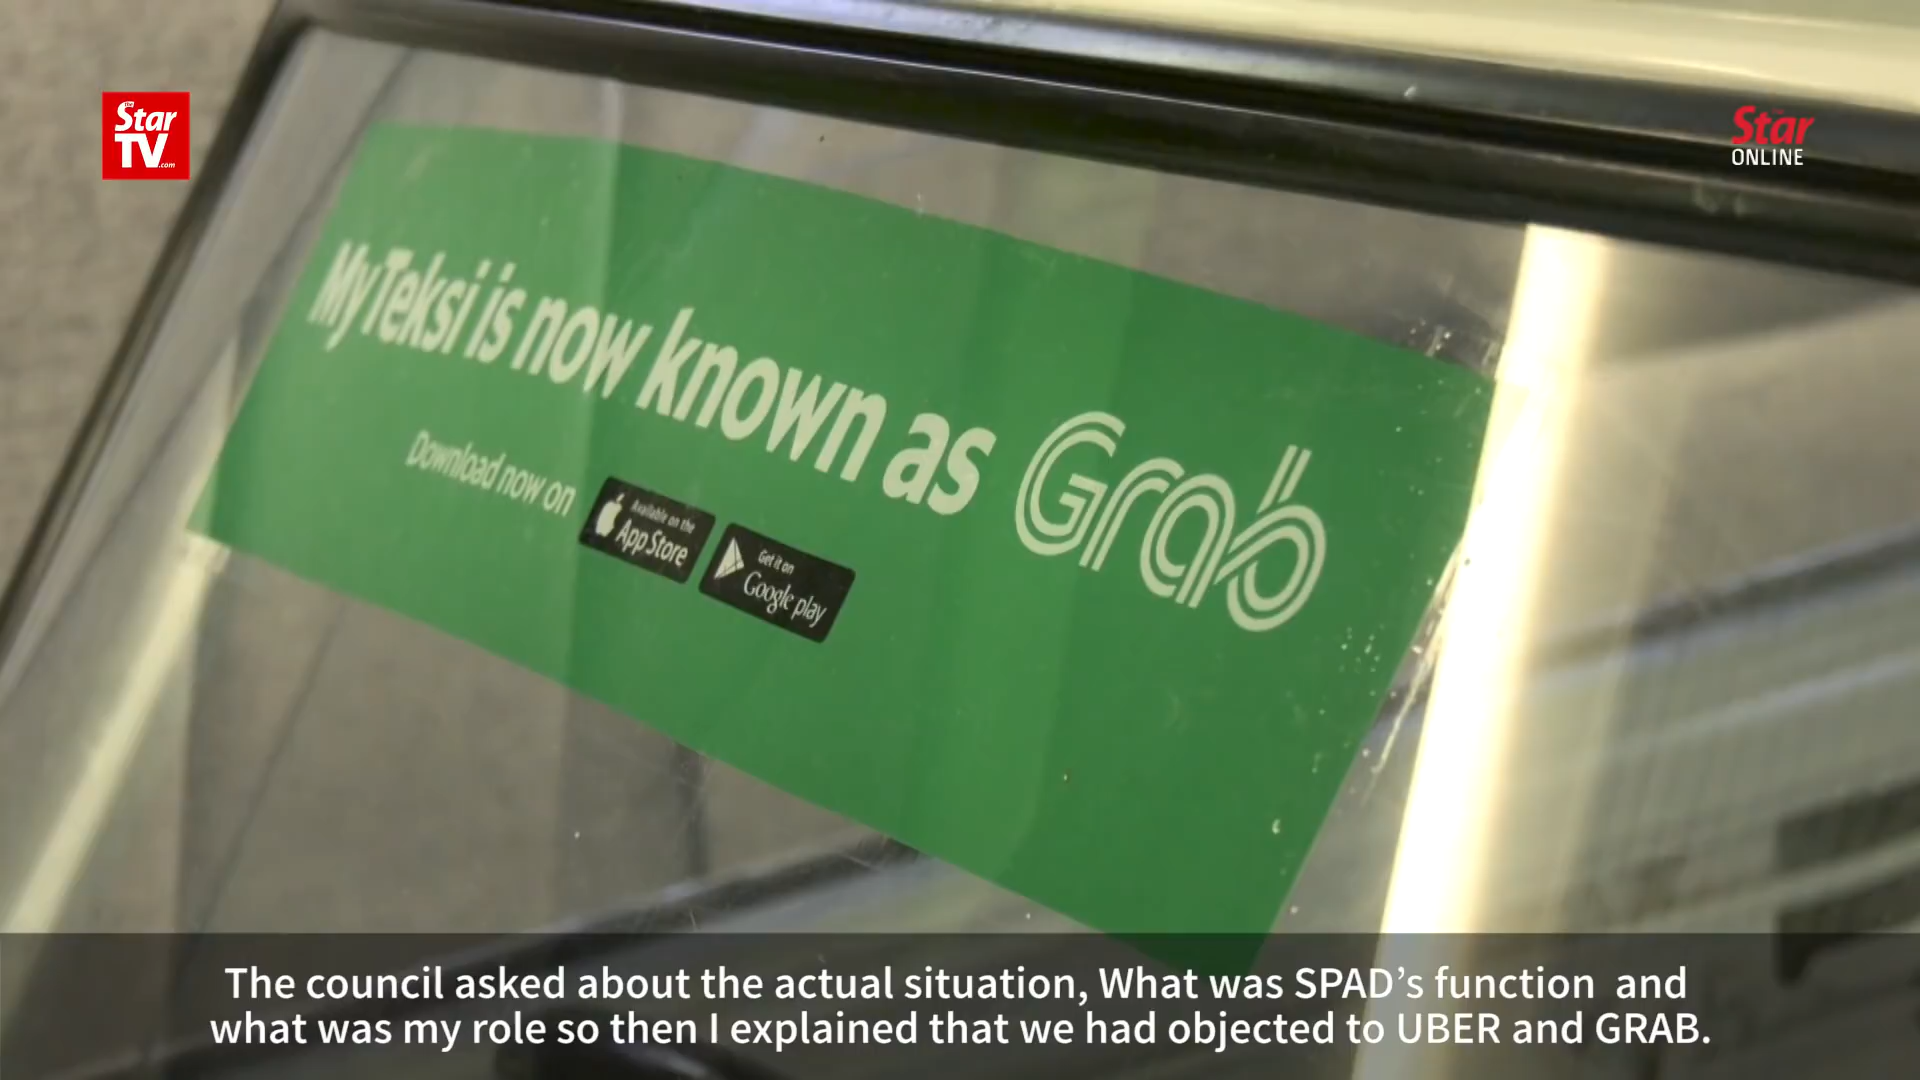 The Star
TV.com
Star
ONLINE
MyTeksi is now known as Grab
Download now on
Available on the
App Store
Get it on
Google play
The council asked about the actual situation, What was SPAD’s function and
what was my role so then I explained that we had objected to UBER and GRAB.